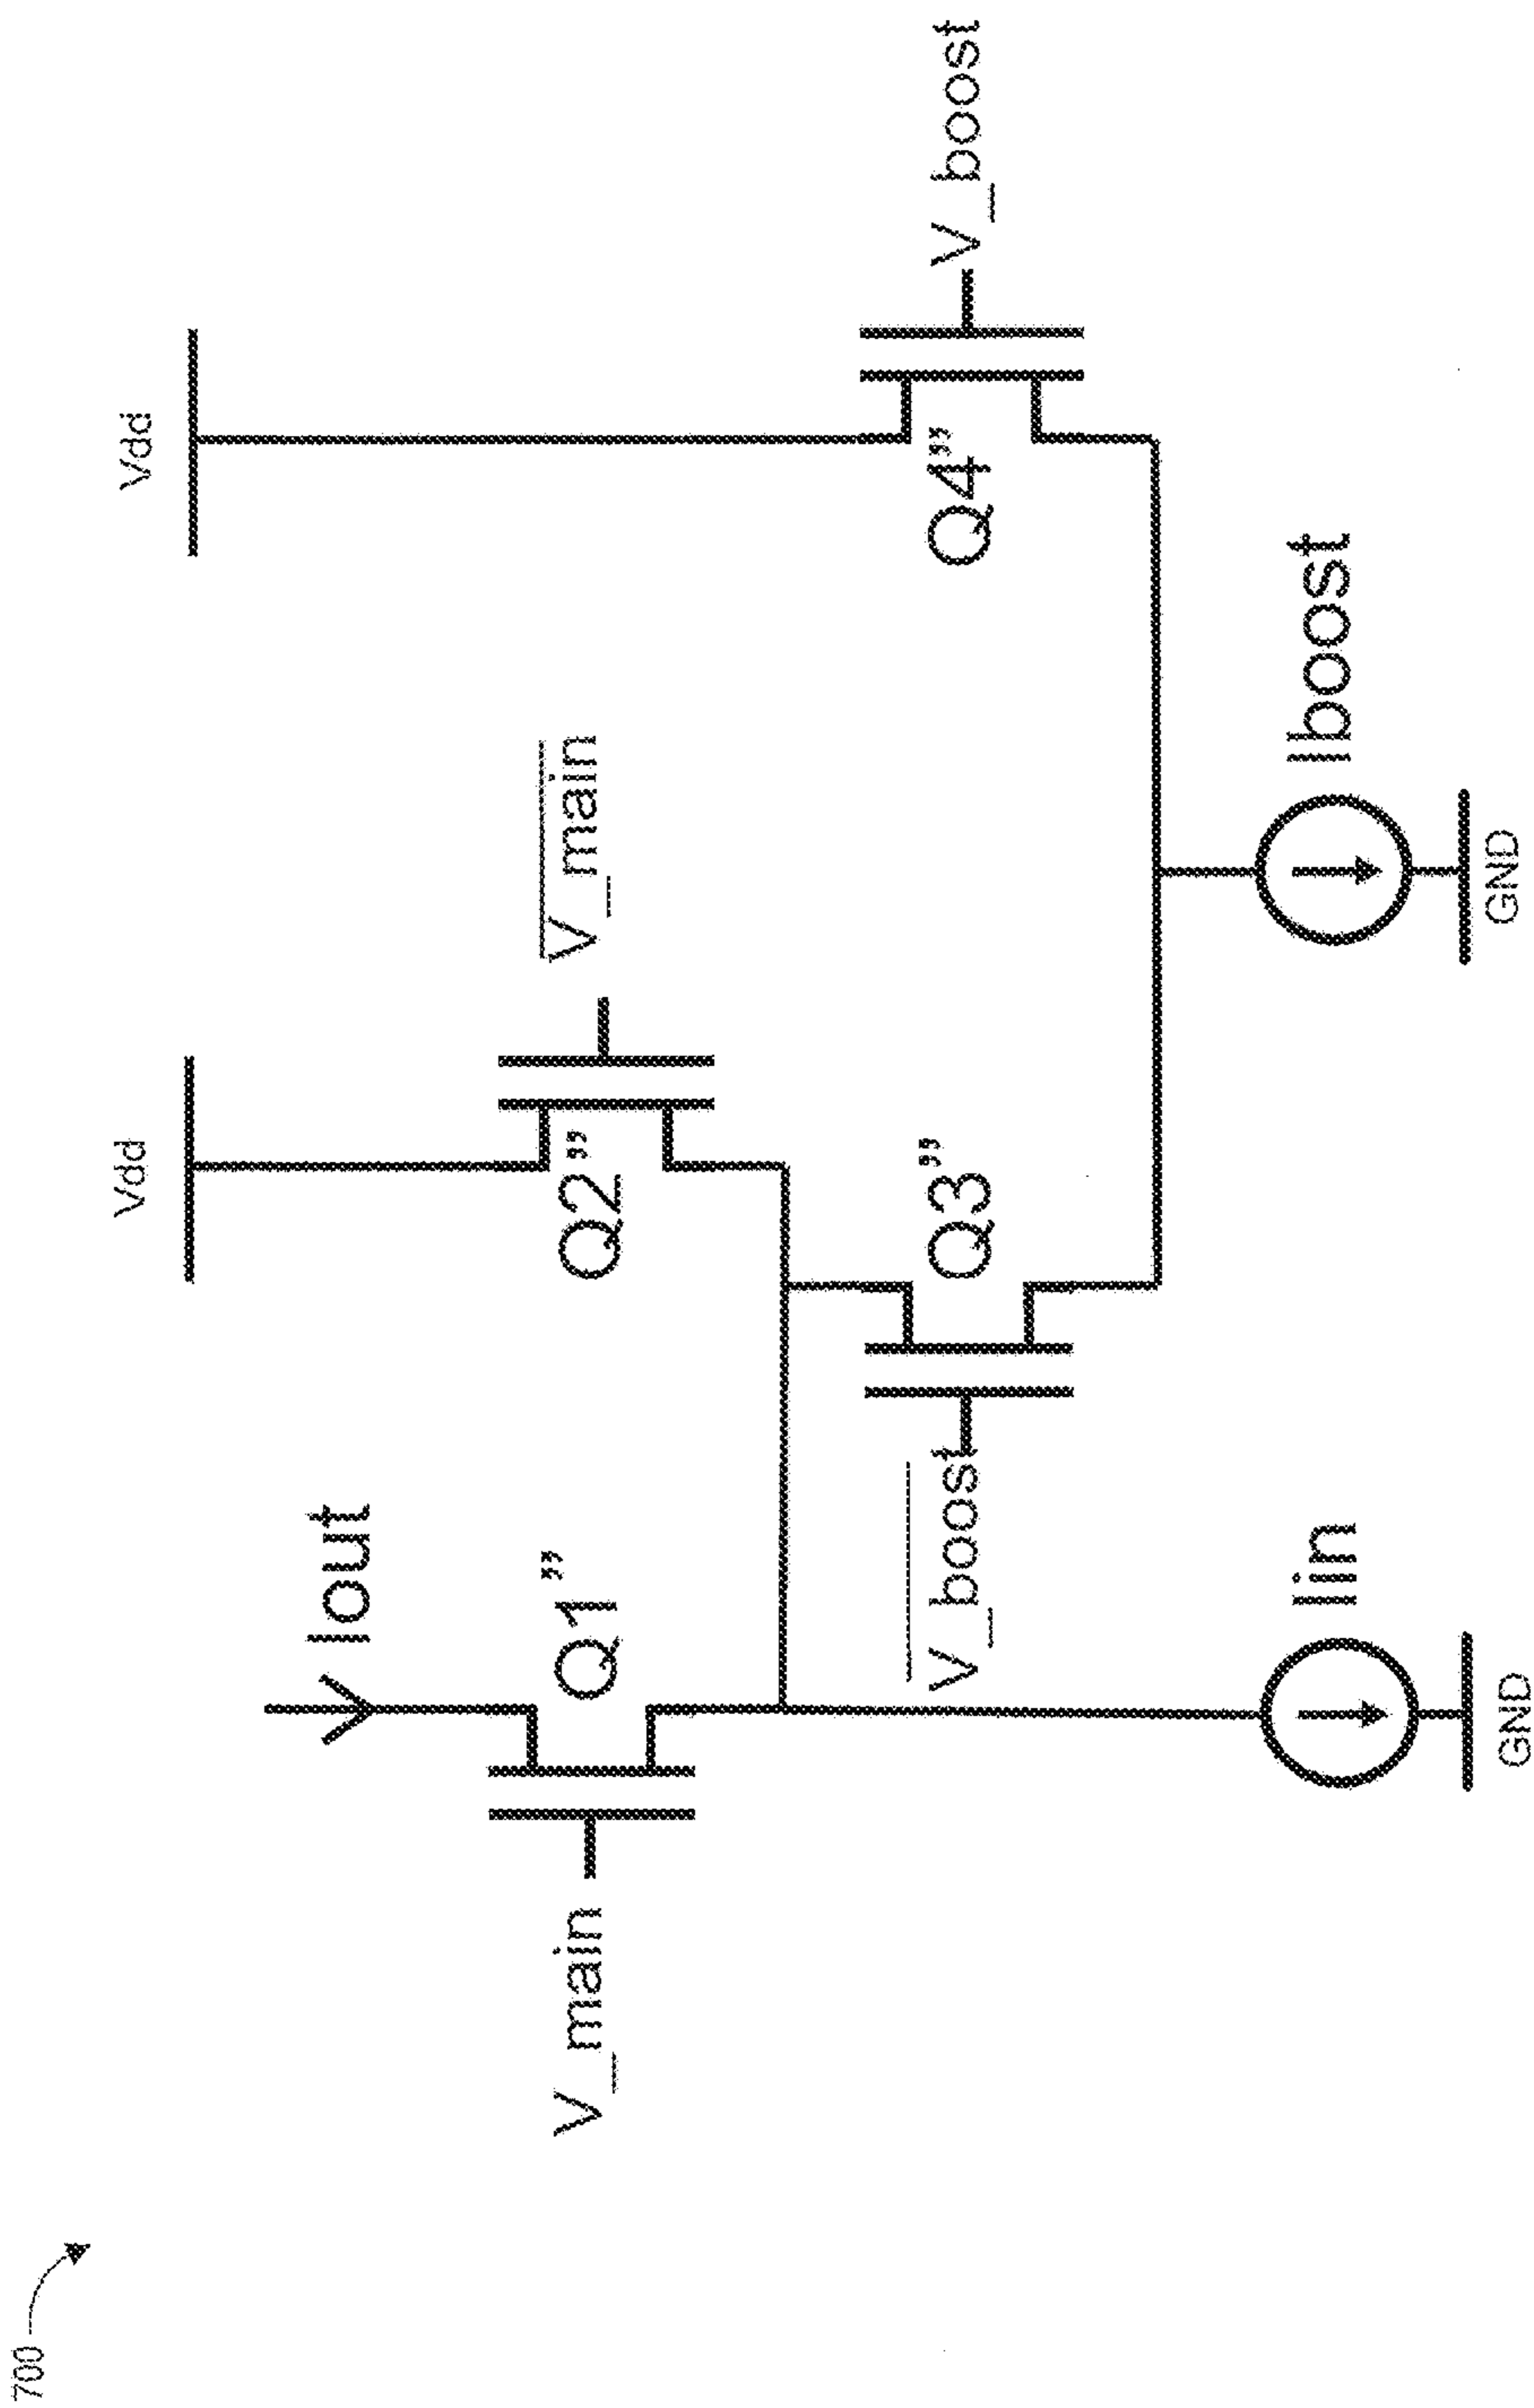 700
Vdd
Vdd
Iout
V_main
Q1”
Q2”
V_main
V_boost
Q3”
Q4”
V_boost
Iin
Iboost
GND
GND